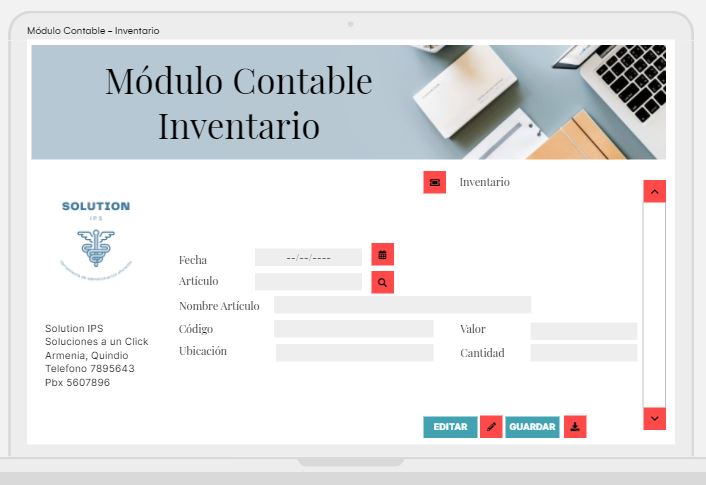 Módulo Contable – Inventario
Módulo Contable
Inventario
Inventario
SOLUTION
IPS
Fecha
--/--/----
Artículo
Nombre Artículo
Código
Valor
Ubicación
Cantidad
Solution IPS
Soluciones a un Click
Armenia, Quindio
Telefono 7895643
Pbx 5607896
EDITAR
GUARDAR